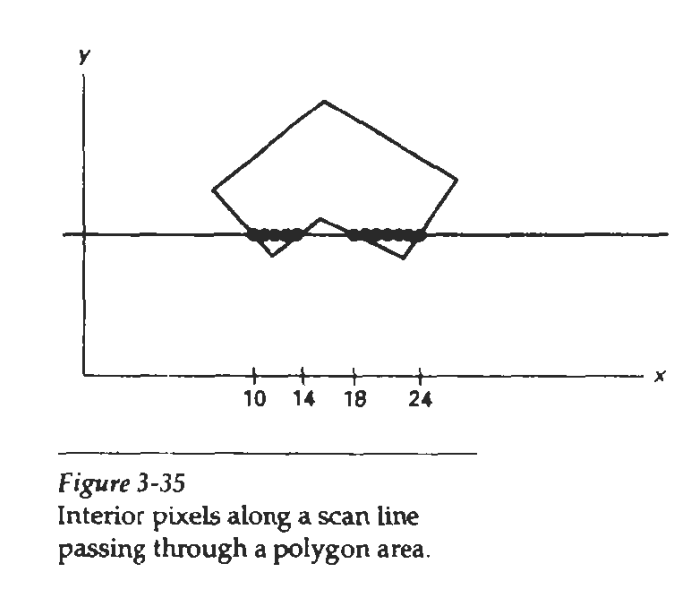 y
x
10 14 18 24
Figure 3-35
Interior pixels along a scan line
passing through a polygon area.